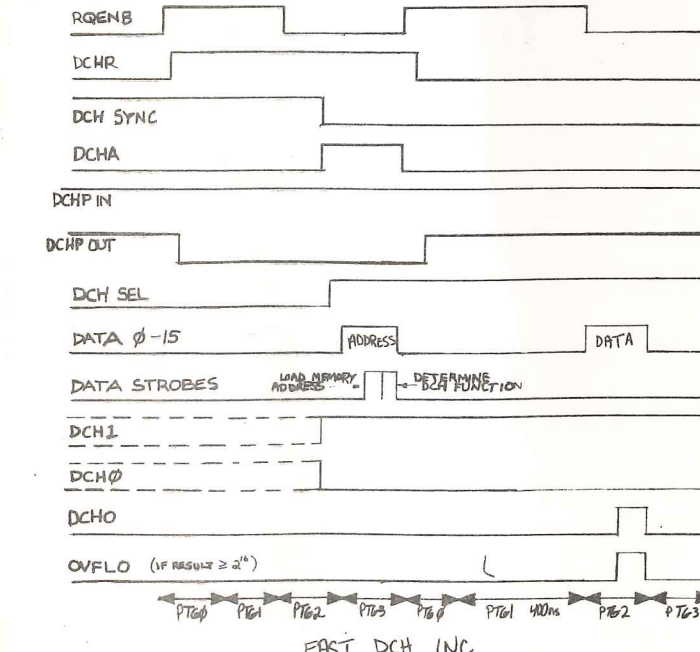 RQENB
DCHR
DCH SYNC
DCHA
DCHP IN
DCHP OUT
DCH SEL
DATA Ø-15 ADDRESS DATA
DATA STROBES LOAD MEMORY ADDRESS DETERMINE DCH FUNCTION
DCH1
DCHØ
DCHO
OVFLO (IF RESULT ≥ 2¹⁶)
PTGØ PTG1 PTG2 PTG3 PTGØ PTG1 400ns PTG2 PTG3
FAST DCH INC